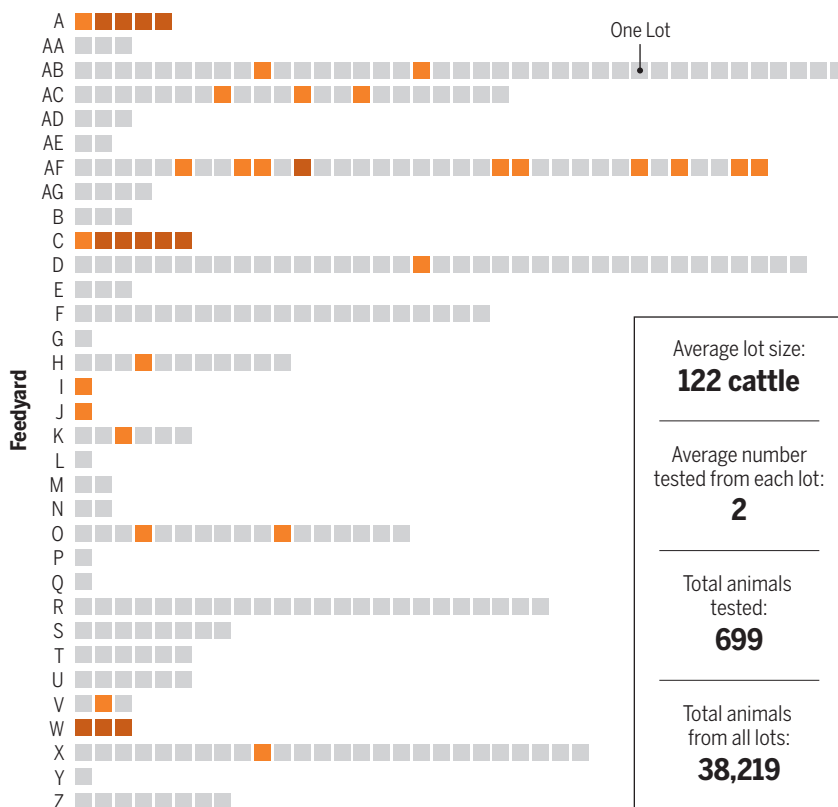 One Lot
Feedyard
A
AA
AB
AC
AD
AE
AF
AG
B
C
D
E
F
G
H
I
J
K
L
M
N
O
P
Q
R
S
T
U
V
W
X
Y
Z
Average lot size:
122 cattle
Average number
tested from each lot:
2
Total animals
tested:
699
Total animals
from all lots:
38,219